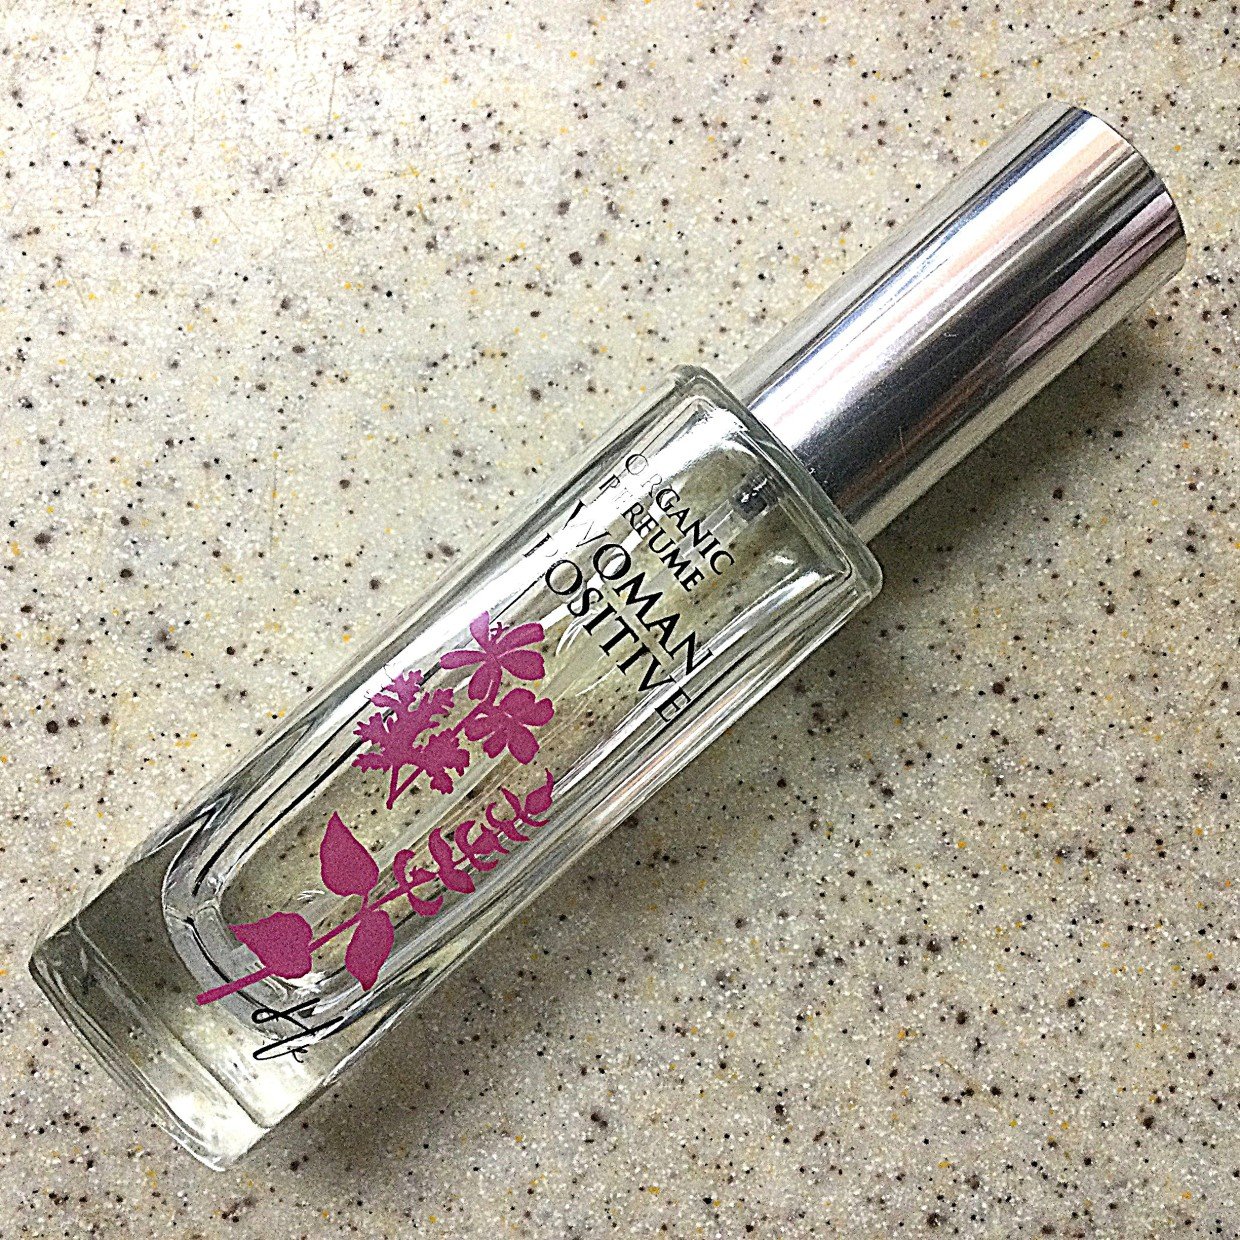 ORGANIC
PERFUME
WOMAN
POSITIVE